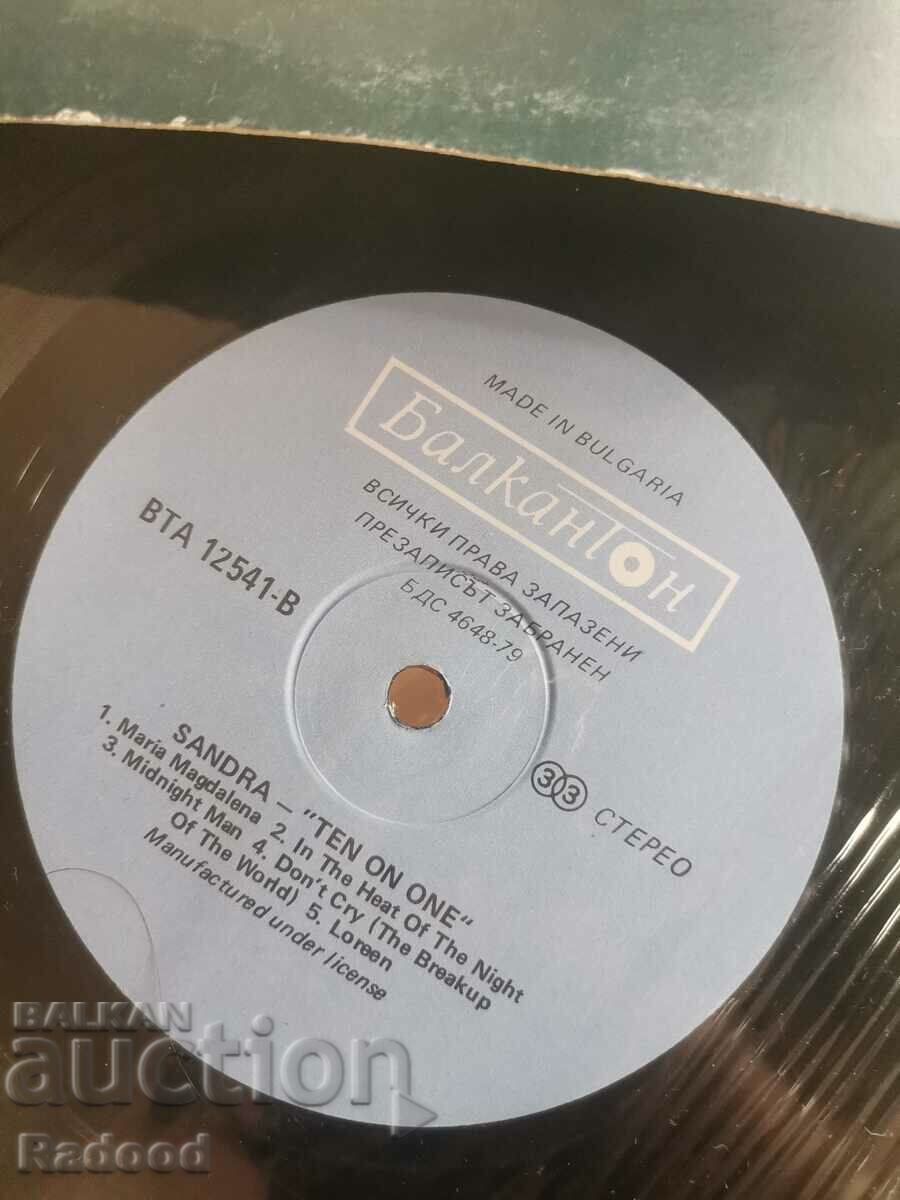 MADE IN BULGARIA
Балкантон
ВСИЧКИ ПРАВА ЗАПАЗЕНИ
ПРЕЗАПИСЪТ ЗАБРАНЕН
БДС 4648-79
ВТА 12541-В
33 СТЕРЕО
SANDRA – "TEN ON ONE"
1. Maria Magdalena 2. In The Heat Of The Night
3. Midnight Man 4. Don't Cry (The Breakup
Of The World) 5. Loreen
Manufactured under license
BALKAN
auction
Radood